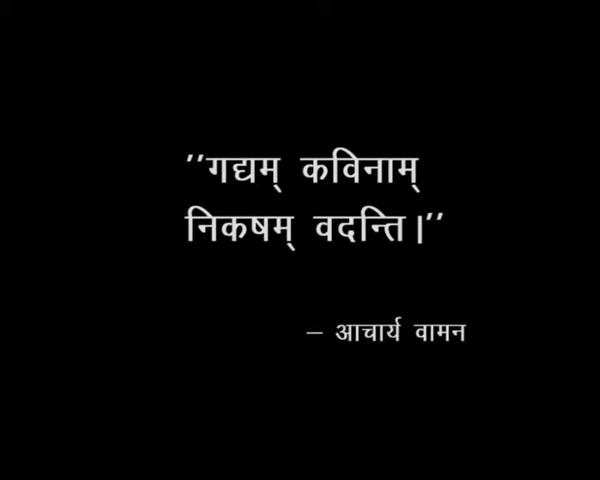 "गद्यम् कविनाम्
निकषम् वदन्ति।"
– आचार्य वामन